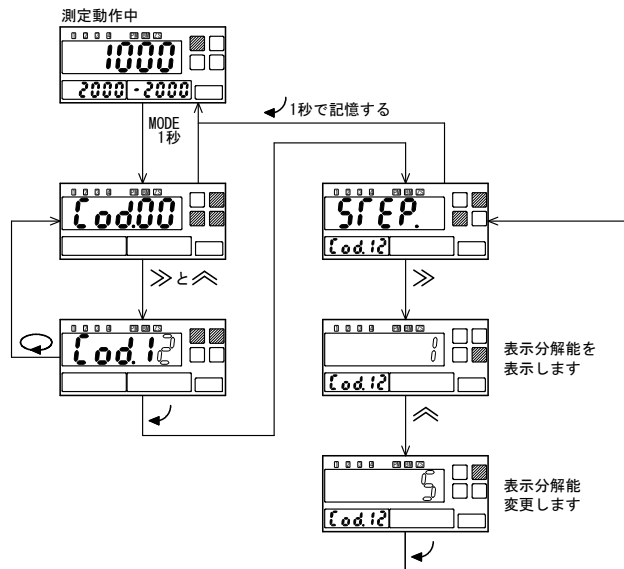 測定動作中
1000
2000 -2000
MODE
1秒
1秒で記憶する
Cod.00
STEP.
Cod.12
≫と︽
≫
Cod.12
1
Cod.12
表示分解能を
表示します
︽
5
Cod.12
表示分解能
変更します